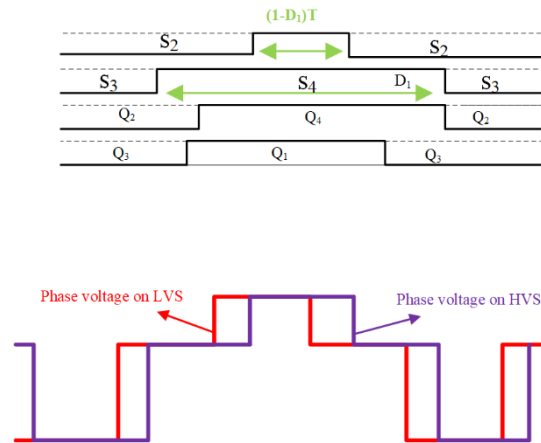 (1-D₁)T
S₂ S₂
S₃ S₄ D₁ S₃
Q₂ Q₄ Q₂
Q₃ Q₁ Q₃
Phase voltage on LVS Phase voltage on HVS